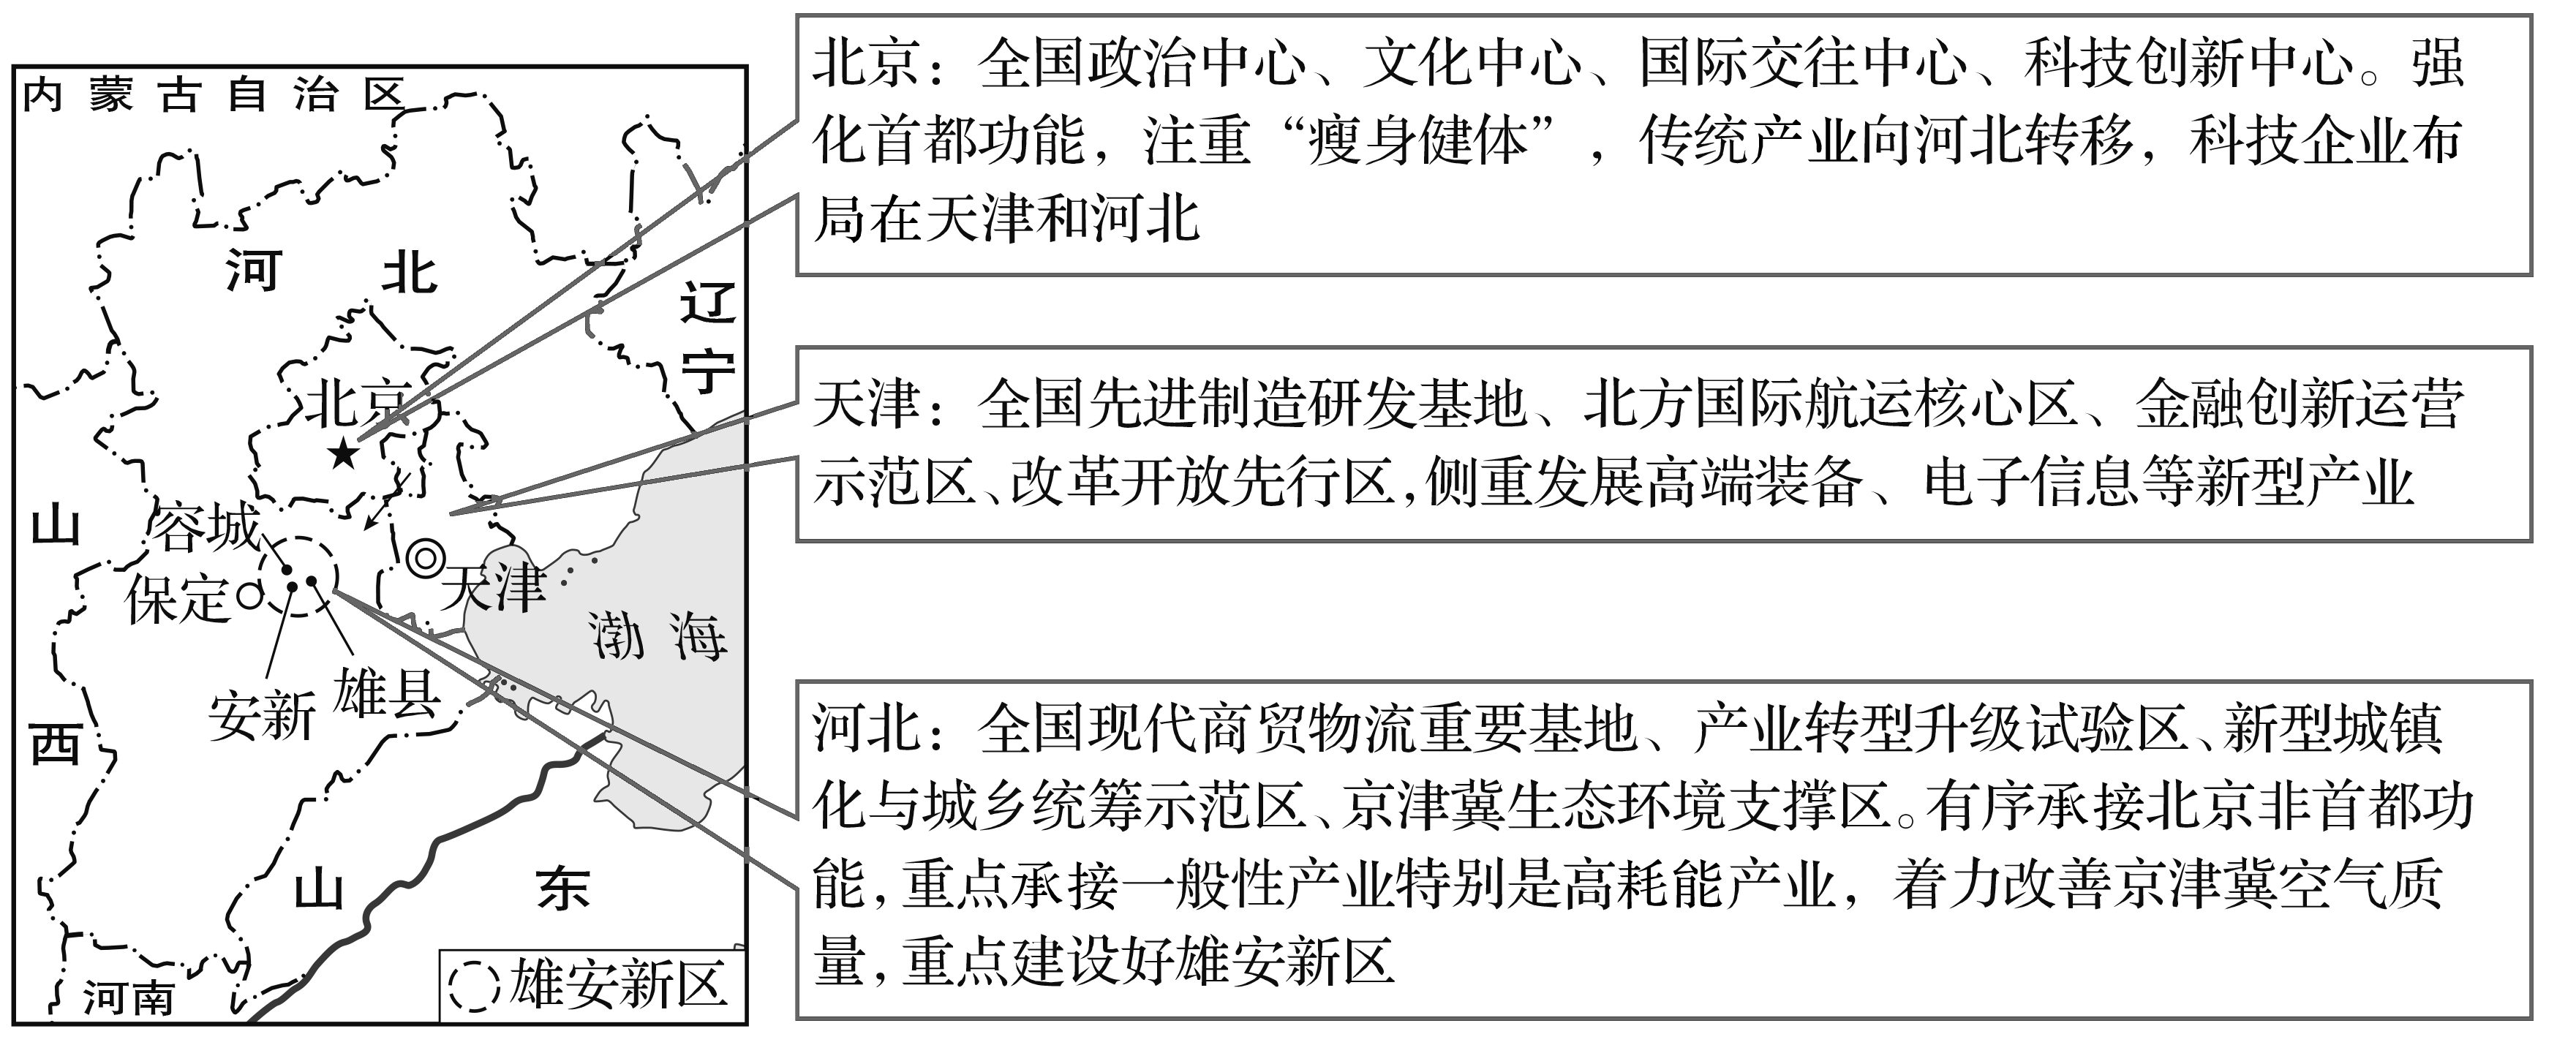 内蒙古自治区
河 北
辽宁
北京
山西
容城
保定
天津
渤海
安新
雄县
山 东
河南
雄安新区
北京：全国政治中心、文化中心、国际交往中心、科技创新中心。强
化首都功能，注重“瘦身健体”，传统产业向河北转移，科技企业布
局在天津和河北
天津：全国先进制造研发基地、北方国际航运核心区、金融创新运营
示范区、改革开放先行区，侧重发展高端装备、电子信息等新型产业
河北：全国现代商贸物流重要基地、产业转型升级试验区、新型城镇
化与城乡统筹示范区、京津冀生态环境支撑区。有序承接北京非首都功
能，重点承接一般性产业特别是高耗能产业，着力改善京津冀空气质
量，重点建设好雄安新区